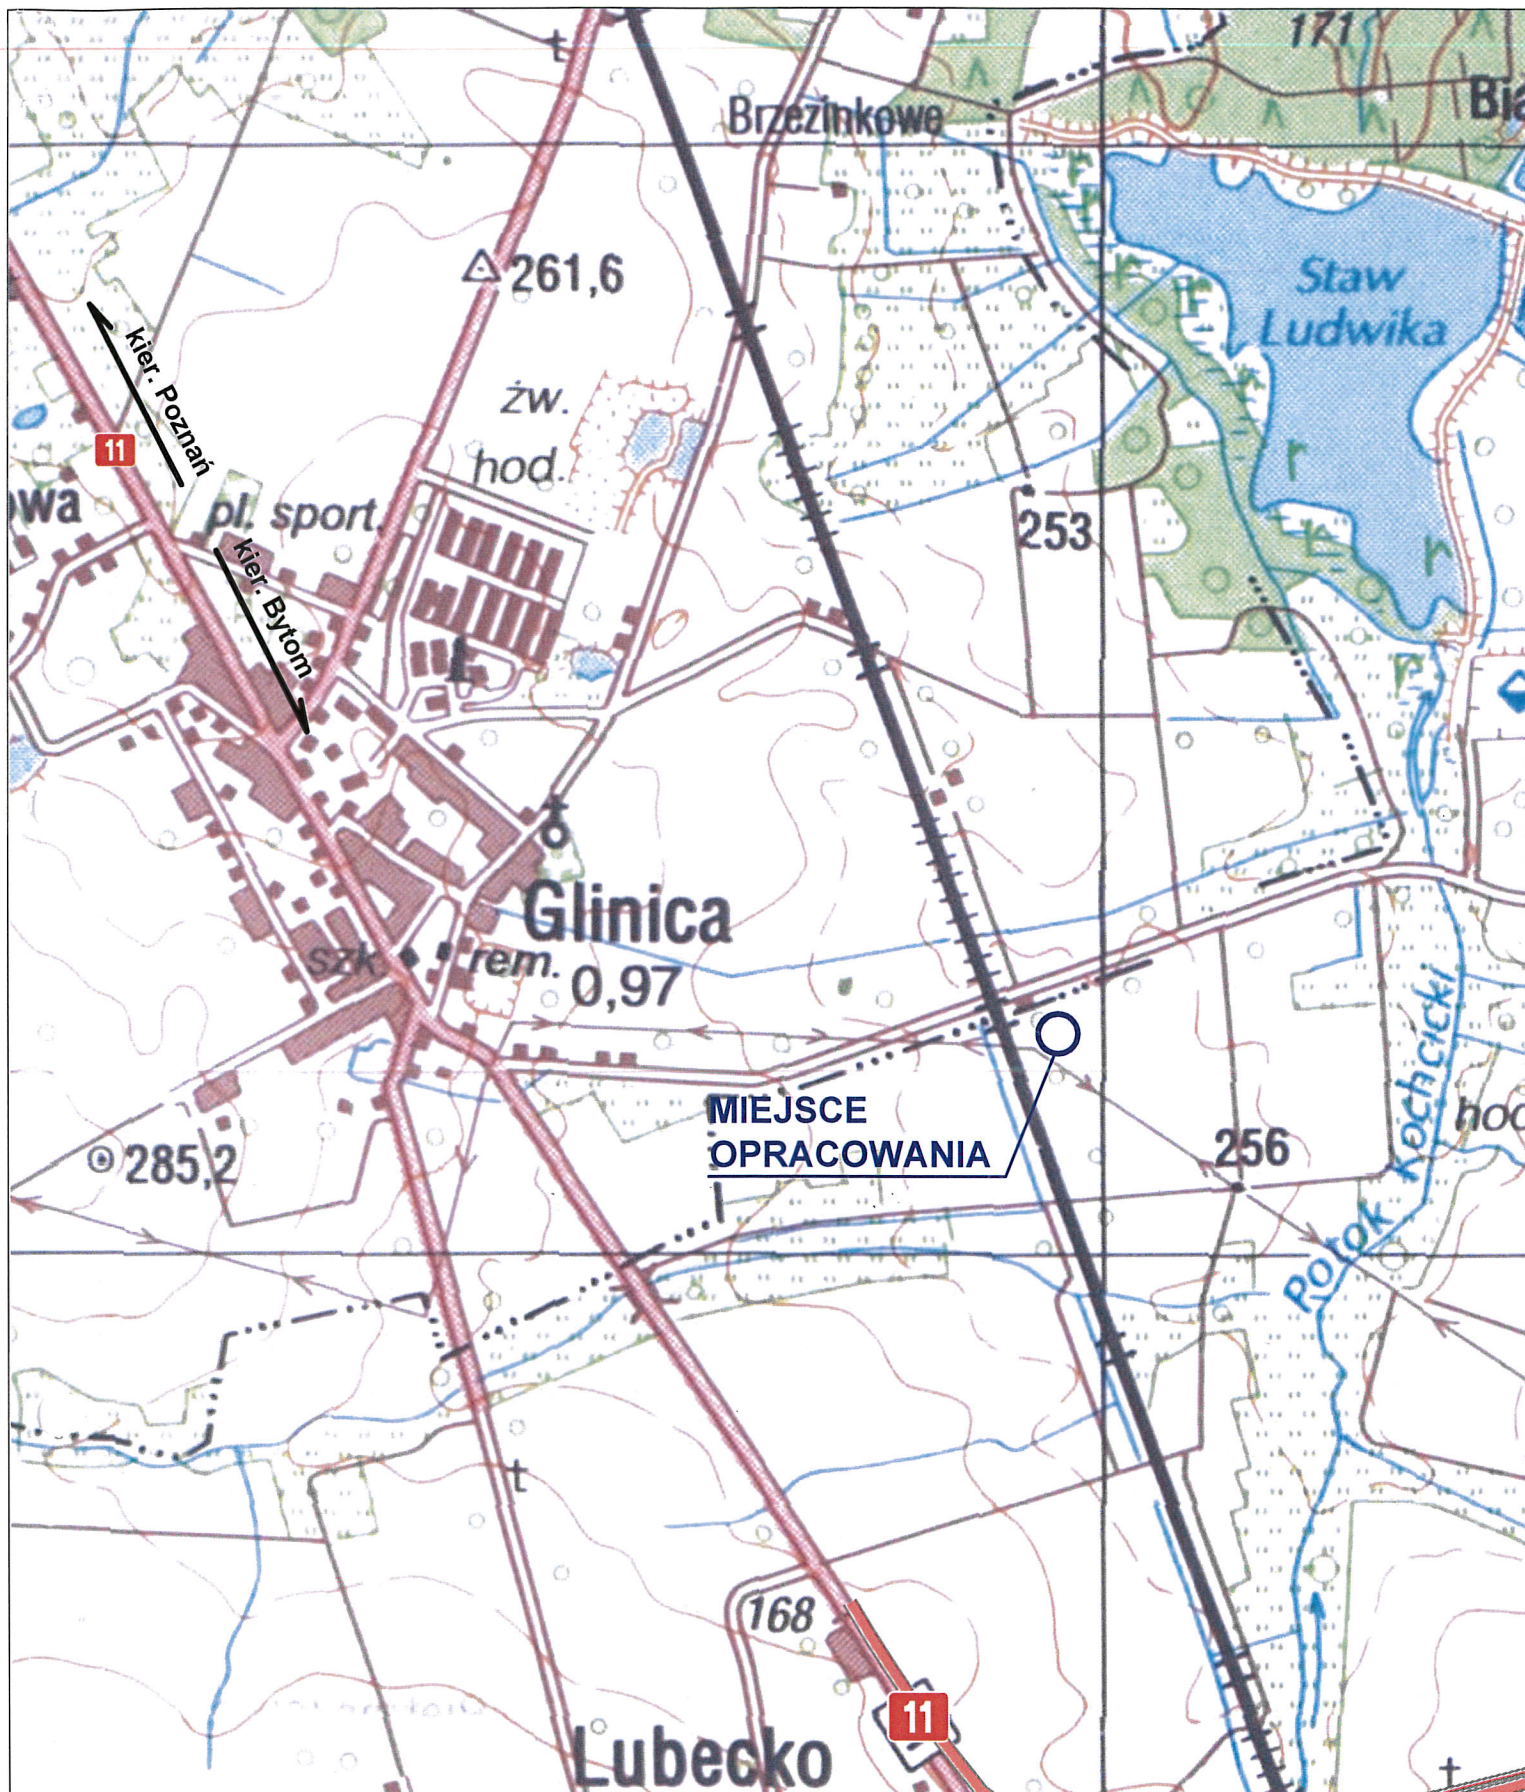 171
Bia
Brzezinkowe
t
261,6
Staw
Ludwika
kier. Poznań
żw.
11
hod.
owa
pl. sport.
253
kier. Bytom
Glinica
szk.
rem.
0,97
MIEJSCE
OPRACOWANIA
285,2
256
hod
Potok Kochcicki
t
168
11
Lubecko
t